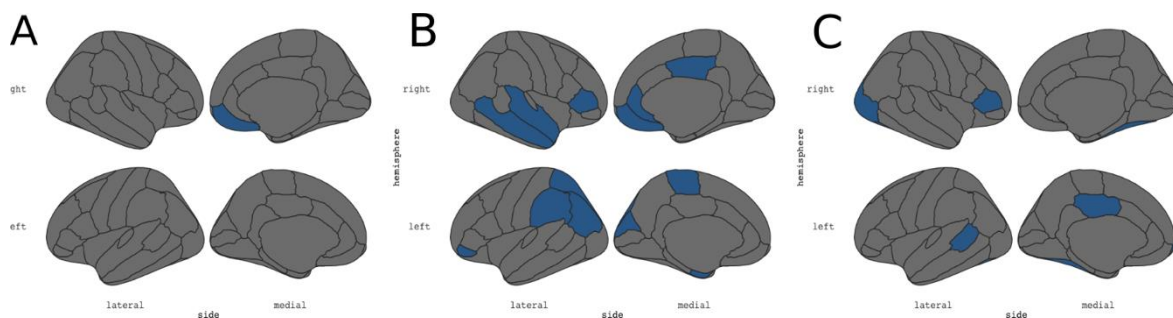 A
B
C
ght
right
right
hemisphere
hemisphere
eft
left
left
lateral
medial
lateral
medial
lateral
medial
side
side
side